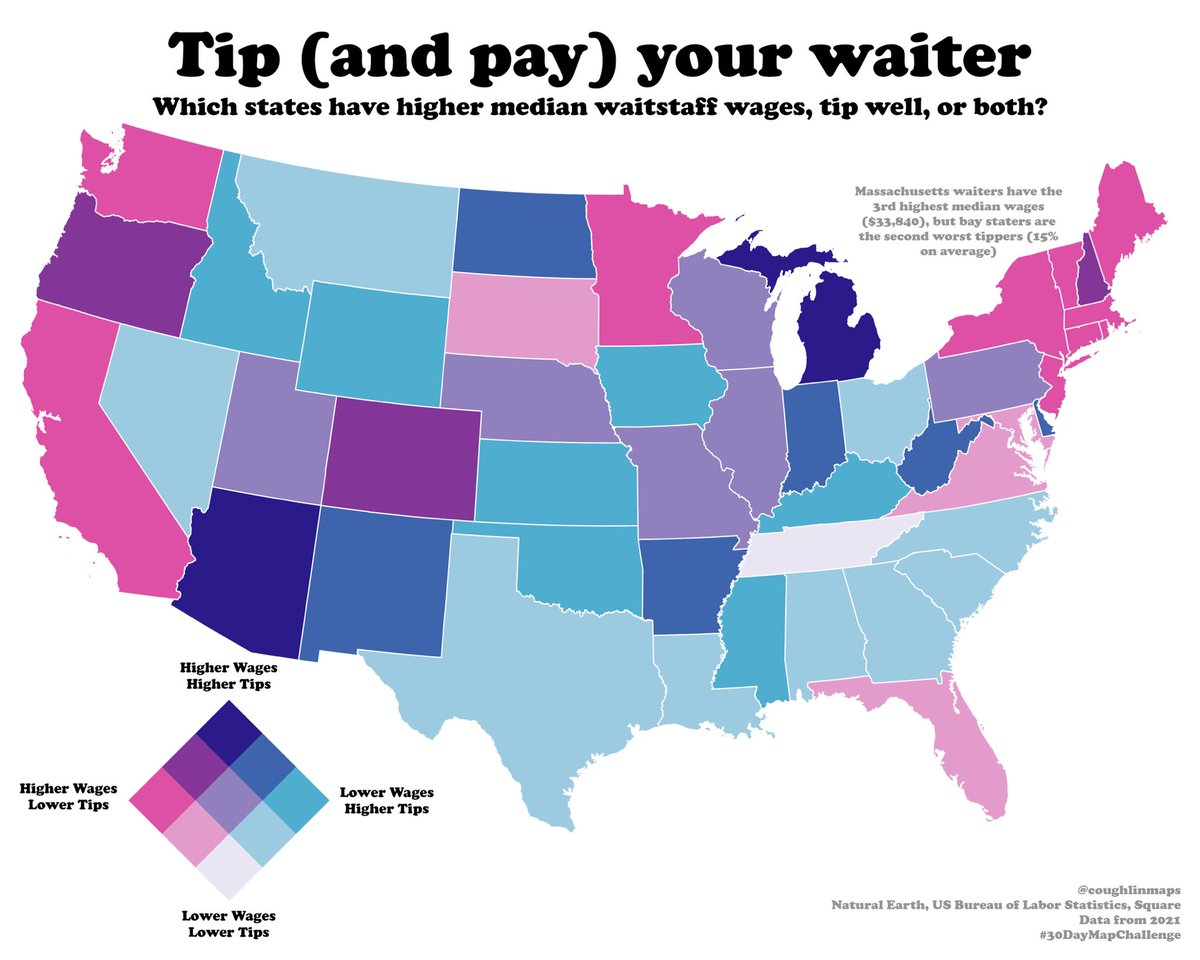 Tip (and pay) your waiter
Which states have higher median waitstaff wages, tip well, or both?
Massachusetts waiters have the
3rd highest median wages
($33,840), but bay staters are
the second worst tippers (15%
on average)
Higher Wages
Higher Tips
Higher Wages
Lower Tips
Lower Wages
Higher Tips
Lower Wages
Lower Tips
@coughlinmaps
Natural Earth, US Bureau of Labor Statistics, Square
Data from 2021
#30DayMapChallenge